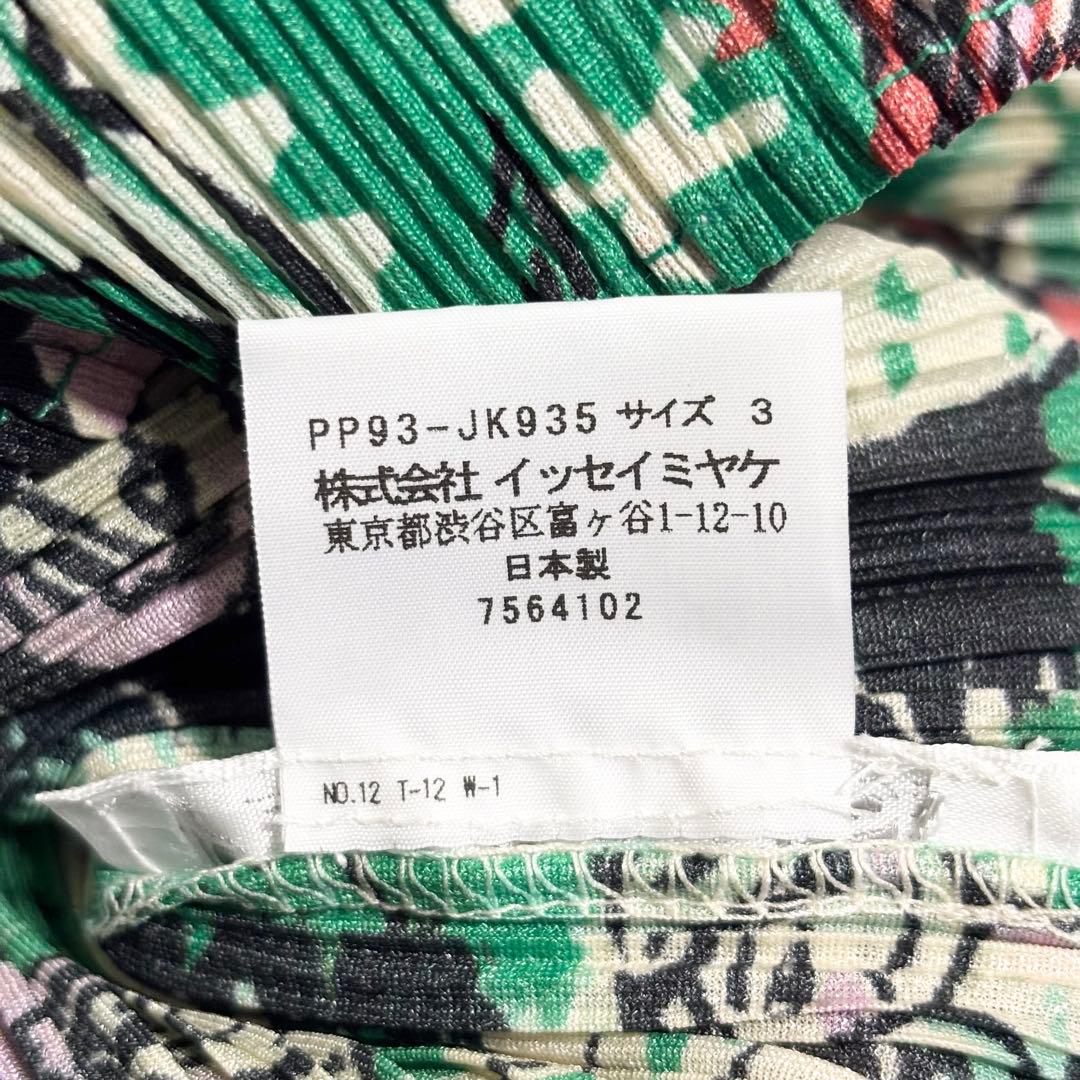 PP93-JK935 サイズ 3
株式会社 イッセイミヤケ
東京都渋谷区富ヶ谷1-12-10
日本製
7564102
NO.12 T-12 W-1